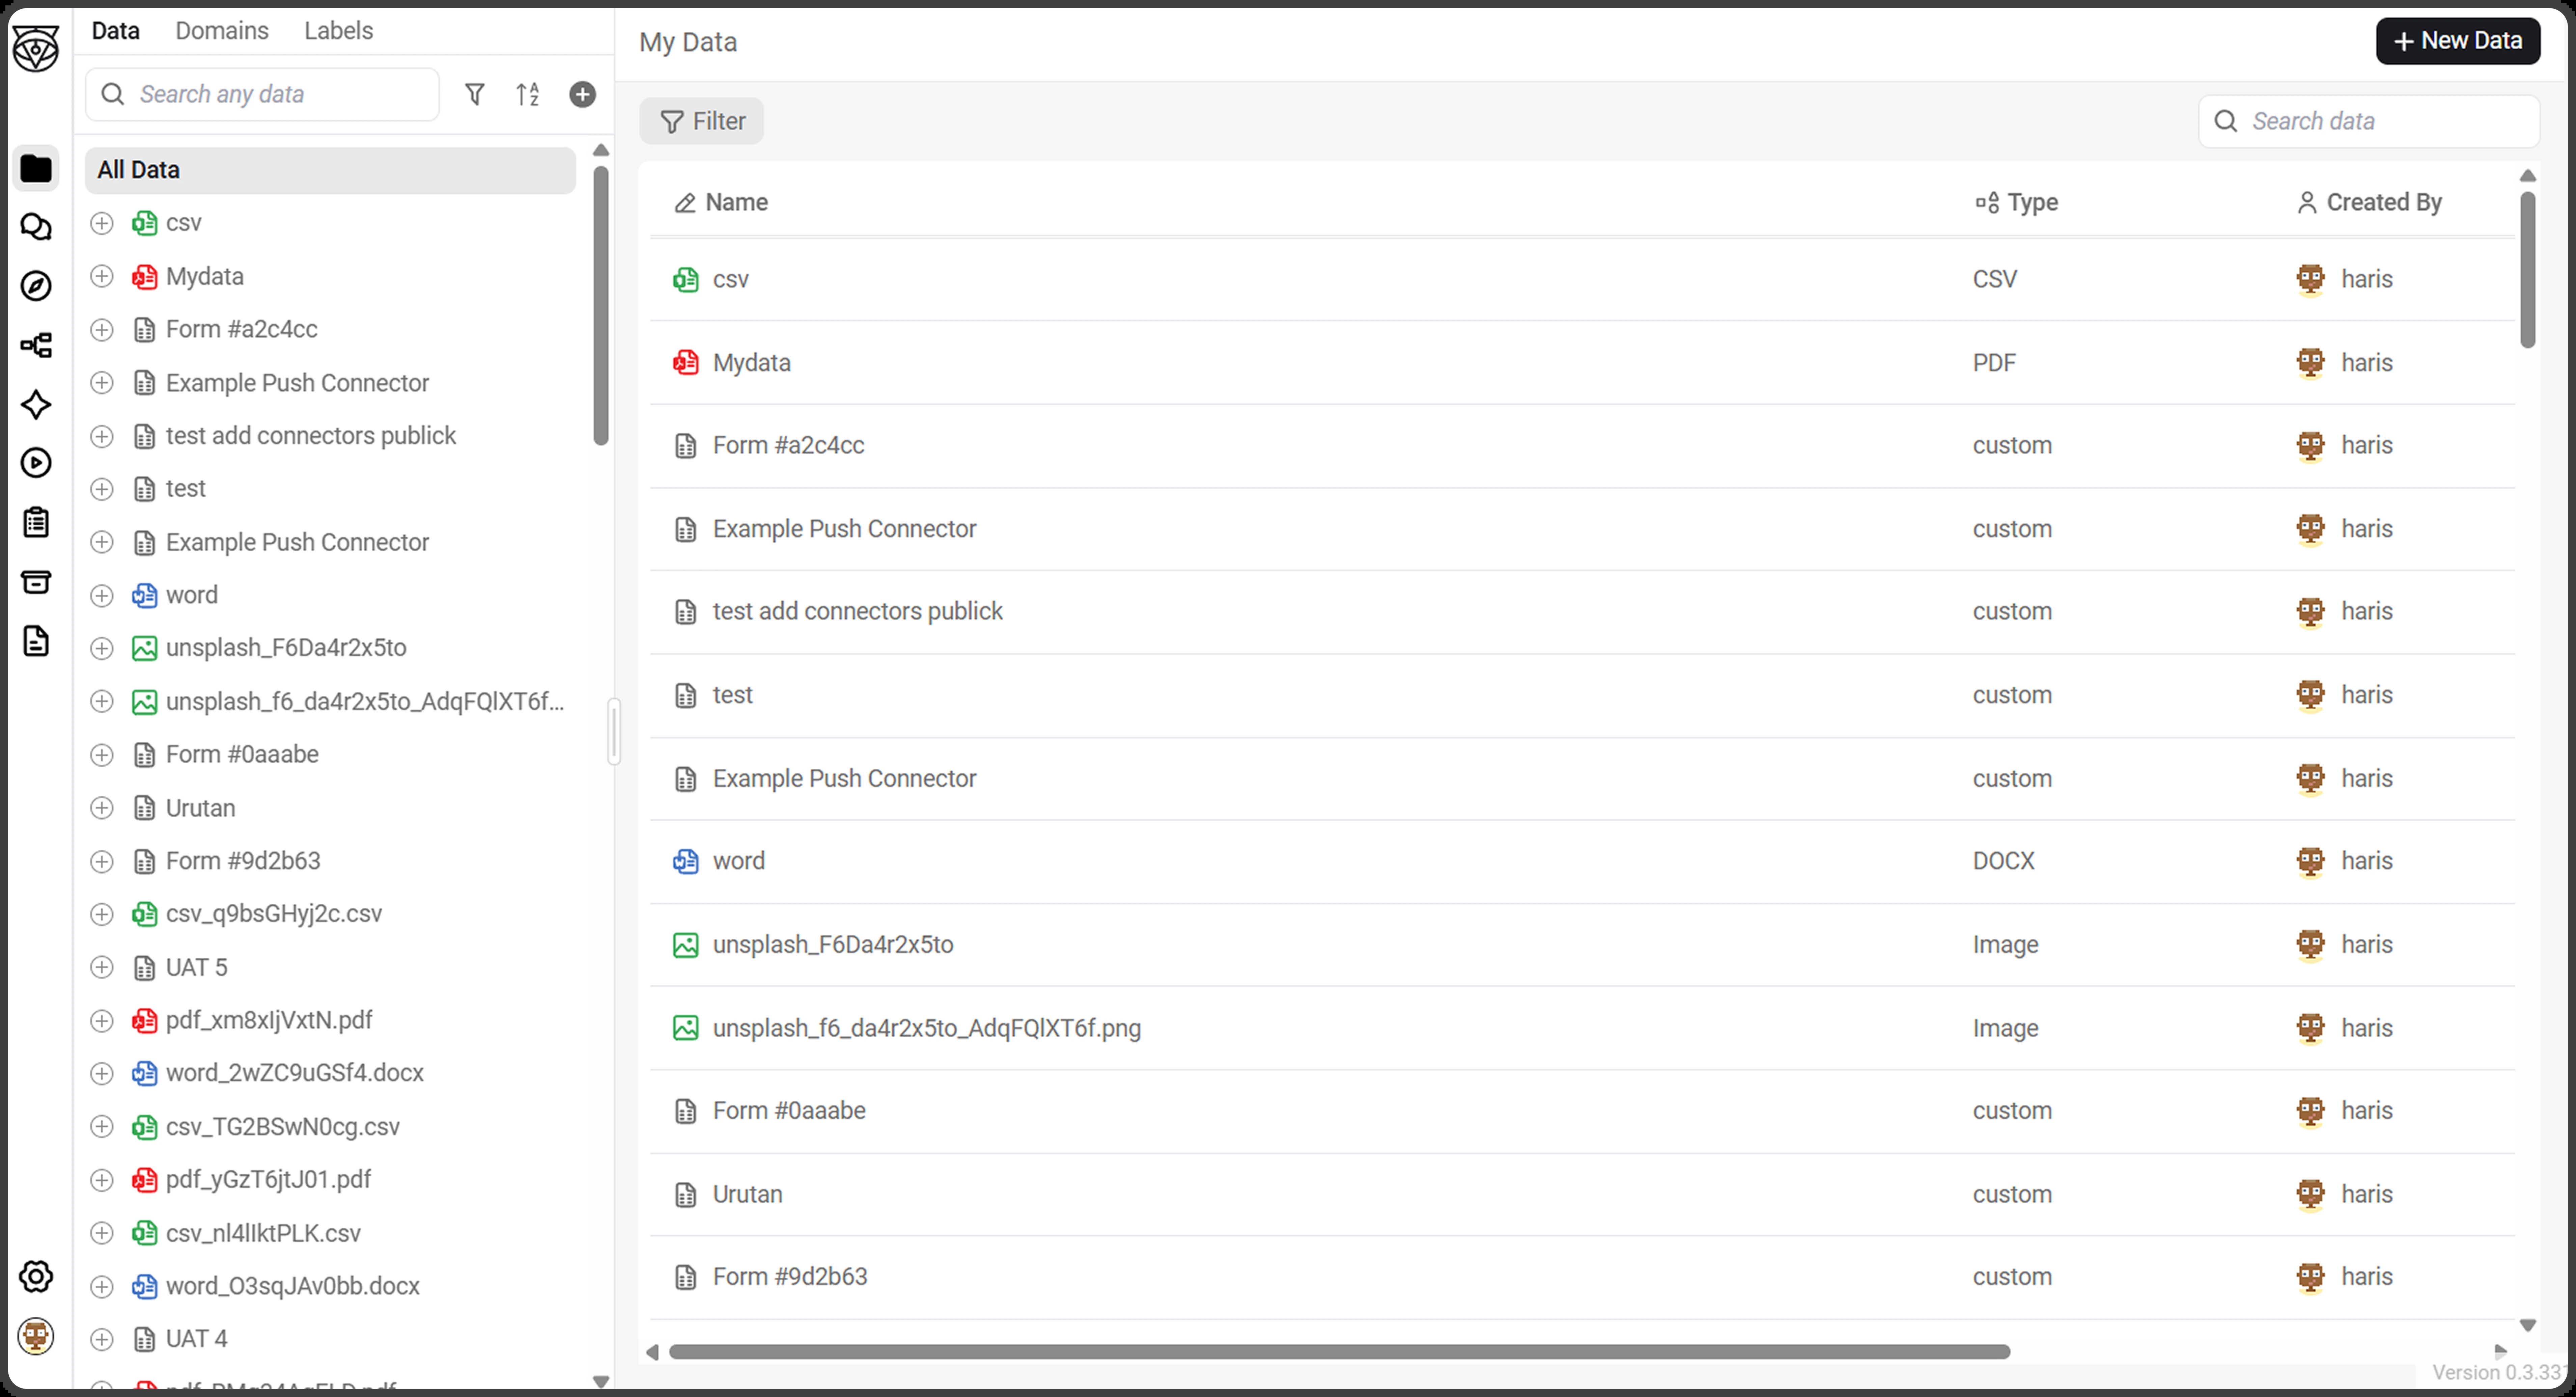 Data Domains Labels
Search any data
All Data
csv
Mydata
Form #a2c4cc
Example Push Connector
test add connectors publick
test
Example Push Connector
word
unsplash_F6Da4r2x5to
unsplash_f6_da4r2x5to_AdqFQlXT6f...
Form #0aaabe
Urutan
Form #9d2b63
csv_q9bsGHyj2c.csv
UAT 5
pdf_xm8xIjVxtN.pdf
word_2wZC9uGSf4.docx
csv_TG2BSwN0cg.csv
pdf_yGzT6jtJ01.pdf
csv_nl4lIktPLK.csv
word_O3sqJAv0bb.docx
UAT 4
My Data
+ New Data
Filter
Search data
Name Type Created By
csv CSV haris
Mydata PDF haris
Form #a2c4cc custom haris
Example Push Connector custom haris
test add connectors publick custom haris
test custom haris
Example Push Connector custom haris
word DOCX haris
unsplash_F6Da4r2x5to Image haris
unsplash_f6_da4r2x5to_AdqFQlXT6f.png Image haris
Form #0aaabe custom haris
Urutan custom haris
Form #9d2b63 custom haris
Version 0.3.33